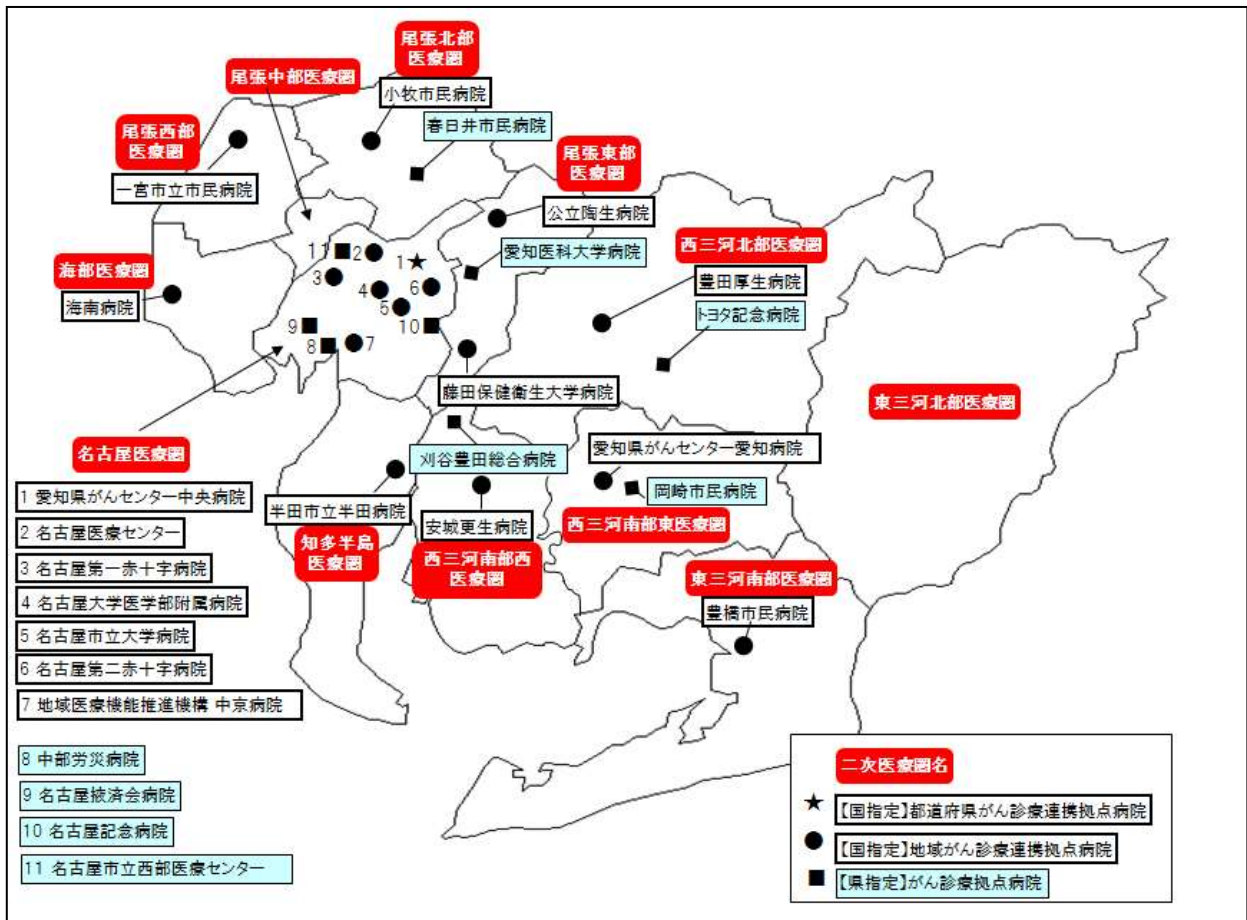 尾張北部
医療圏
尾張中部医療圏
小牧市民病院
春日井市民病院
尾張西部
医療圏
一宮市立市民病院
尾張東部
医療圏
公立陶生病院
愛知医科大学病院
西三河北部医療圏
豊田厚生病院
トヨタ記念病院
海部医療圏
海南病院
11
2
1
3
4
6
5
9
10
8
7
藤田保健衛生大学病院
東三河北部医療圏
名古屋医療圏
刈谷豊田総合病院
愛知県がんセンター愛知病院
岡崎市民病院
半田市立半田病院
安城更生病院
西三河南部東医療圏
知多半島
医療圏
西三河南部西
医療圏
東三河南部医療圏
豊橋市民病院
1 愛知県がんセンター中央病院
2 名古屋医療センター
3 名古屋第一赤十字病院
4 名古屋大学医学部附属病院
5 名古屋市立大学病院
6 名古屋第二赤十字病院
7 地域医療機能推進機構 中京病院
8 中部労災病院
9 名古屋掖済会病院
10 名古屋記念病院
11 名古屋市立西部医療センター
二次医療圏名
★ 【国指定】都道府県がん診療連携拠点病院
● 【国指定】地域がん診療連携拠点病院
■ 【県指定】がん診療拠点病院